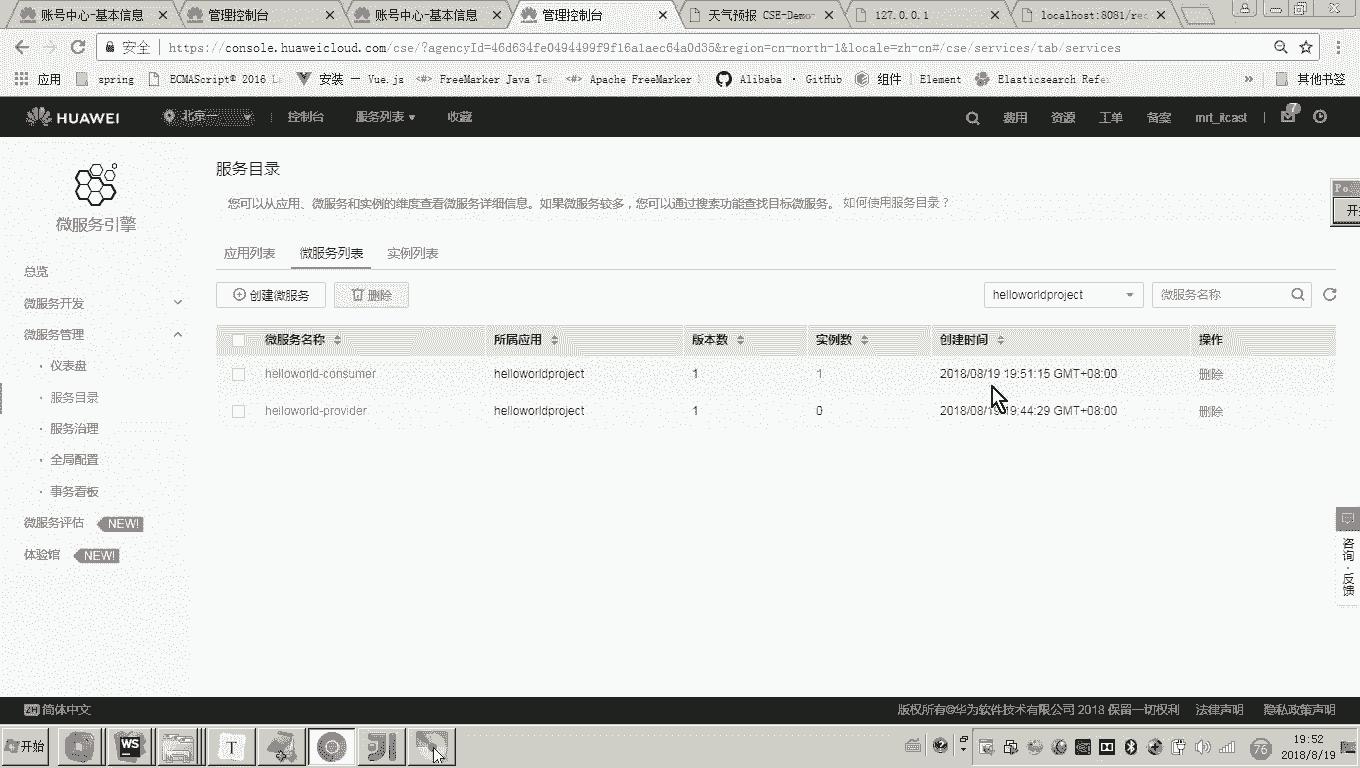 账号中心-基本信息
管理控制台
账号中心-基本信息
管理控制台
天气预报 CSE-Demo
127.0.0.1
localhost:8081/rec
安全
https://console.huaweicloud.com/cse/?agencyId=46d634fe0494499f9f16a1aec64a0d35&region=cn-north-1&locale=zh-cn#/cse/services/tab/services
应用
spring
ECMAScript® 2016 L
安装 — Vue.js
FreeMarker Java Te
Apache FreeMarker
Alibaba · GitHub
组件 | Element
Elasticsearch Refe
»
其他书签
HUAWEI
北京一
控制台
服务列表
收藏
费用
资源
工单
备案
mrt_itcast
7
微服务引擎
总览
微服务开发
微服务管理
· 仪表盘
· 服务目录
· 服务治理
· 全局配置
· 事务看板
微服务评估 NEW!
体验馆 NEW!
服务目录
您可以从应用、微服务和实例的维度查看微服务详细信息。如果微服务较多，您可以通过搜索功能查找目标微服务。 如何使用服务目录？
应用列表 微服务列表 实例列表
创建微服务 删除
helloworldproject
微服务名称
微服务名称 所属应用 版本数 实例数 创建时间 操作
helloworld-consumer helloworldproject 1 1 2018/08/19 19:51:15 GMT+08:00 删除
helloworld-provider helloworldproject 1 0 2018/08/19 19:44:29 GMT+08:00 删除
Po
开
咨询·反馈
ZH 简体中文
版权所有©华为软件技术有限公司 2018 保留一切权利 法律声明 隐私政策声明
开始
WS
T
76
19:52
2018/8/19